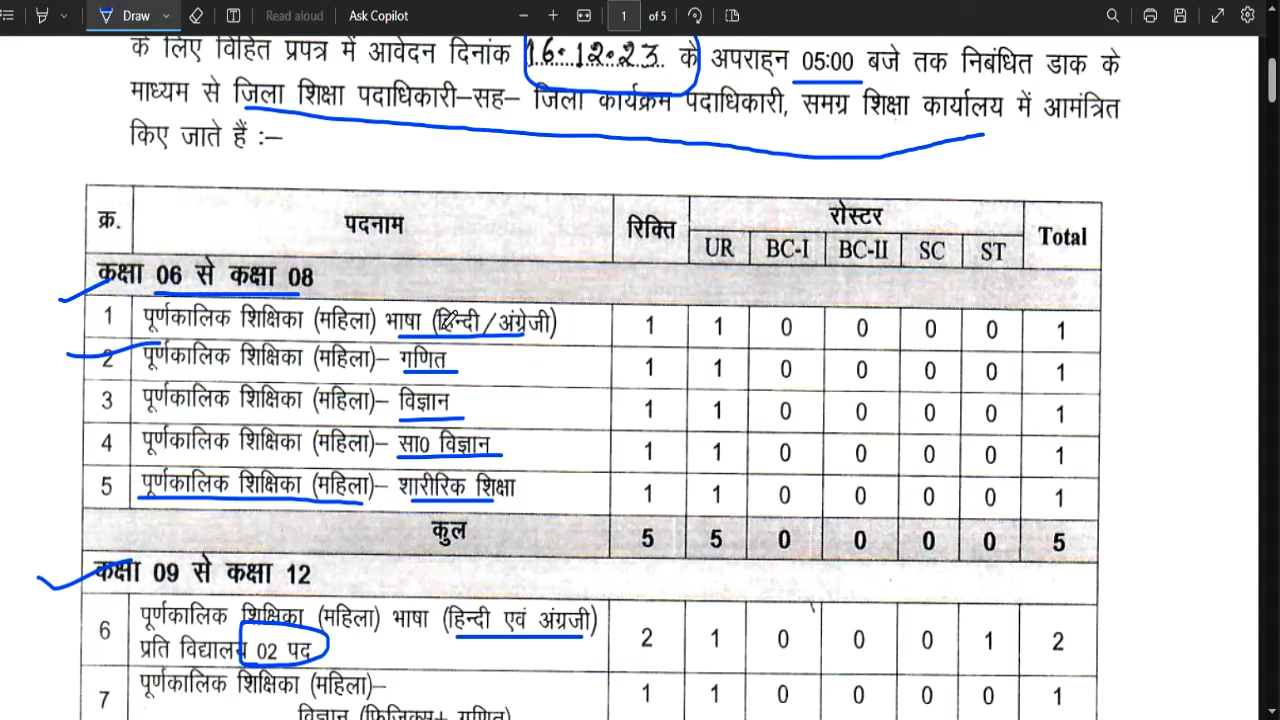 Draw
Read aloud
Ask Copilot
1 of 5
के लिए विहित प्रपत्र में आवेदन दिनांक 16.12.23 के अपराह्न 05:00 बजे तक निबंधित डाक के
माध्यम से जिला शिक्षा पदाधिकारी–सह– जिला कार्यक्रम पदाधिकारी, समग्र शिक्षा कार्यालय में आमंत्रित
किए जाते हैं :–
क्र. पदनाम रिक्ति रोस्टर Total
UR BC-I BC-II SC ST
कक्षा 06 से कक्षा 08
1 पूर्णकालिक शिक्षिका (महिला) भाषा (हिन्दी/अंग्रेजी) 1 1 0 0 0 0 1
2 पूर्णकालिक शिक्षिका (महिला)– गणित 1 1 0 0 0 0 1
3 पूर्णकालिक शिक्षिका (महिला)– विज्ञान 1 1 0 0 0 0 1
4 पूर्णकालिक शिक्षिका (महिला)– सा0 विज्ञान 1 1 0 0 0 0 1
5 पूर्णकालिक शिक्षिका (महिला)– शारीरिक शिक्षा 1 1 0 0 0 0 1
कुल 5 5 0 0 0 0 5
कक्षा 09 से कक्षा 12
6 पूर्णकालिक शिक्षिका (महिला) भाषा (हिन्दी एवं अंग्रजी) 2 1 0 0 0 1 2
प्रति विद्यालय 02 पद
7 पूर्णकालिक शिक्षिका (महिला)– 1 1 0 0 0 0 1
विज्ञान (फिजिक्स+ गणित)